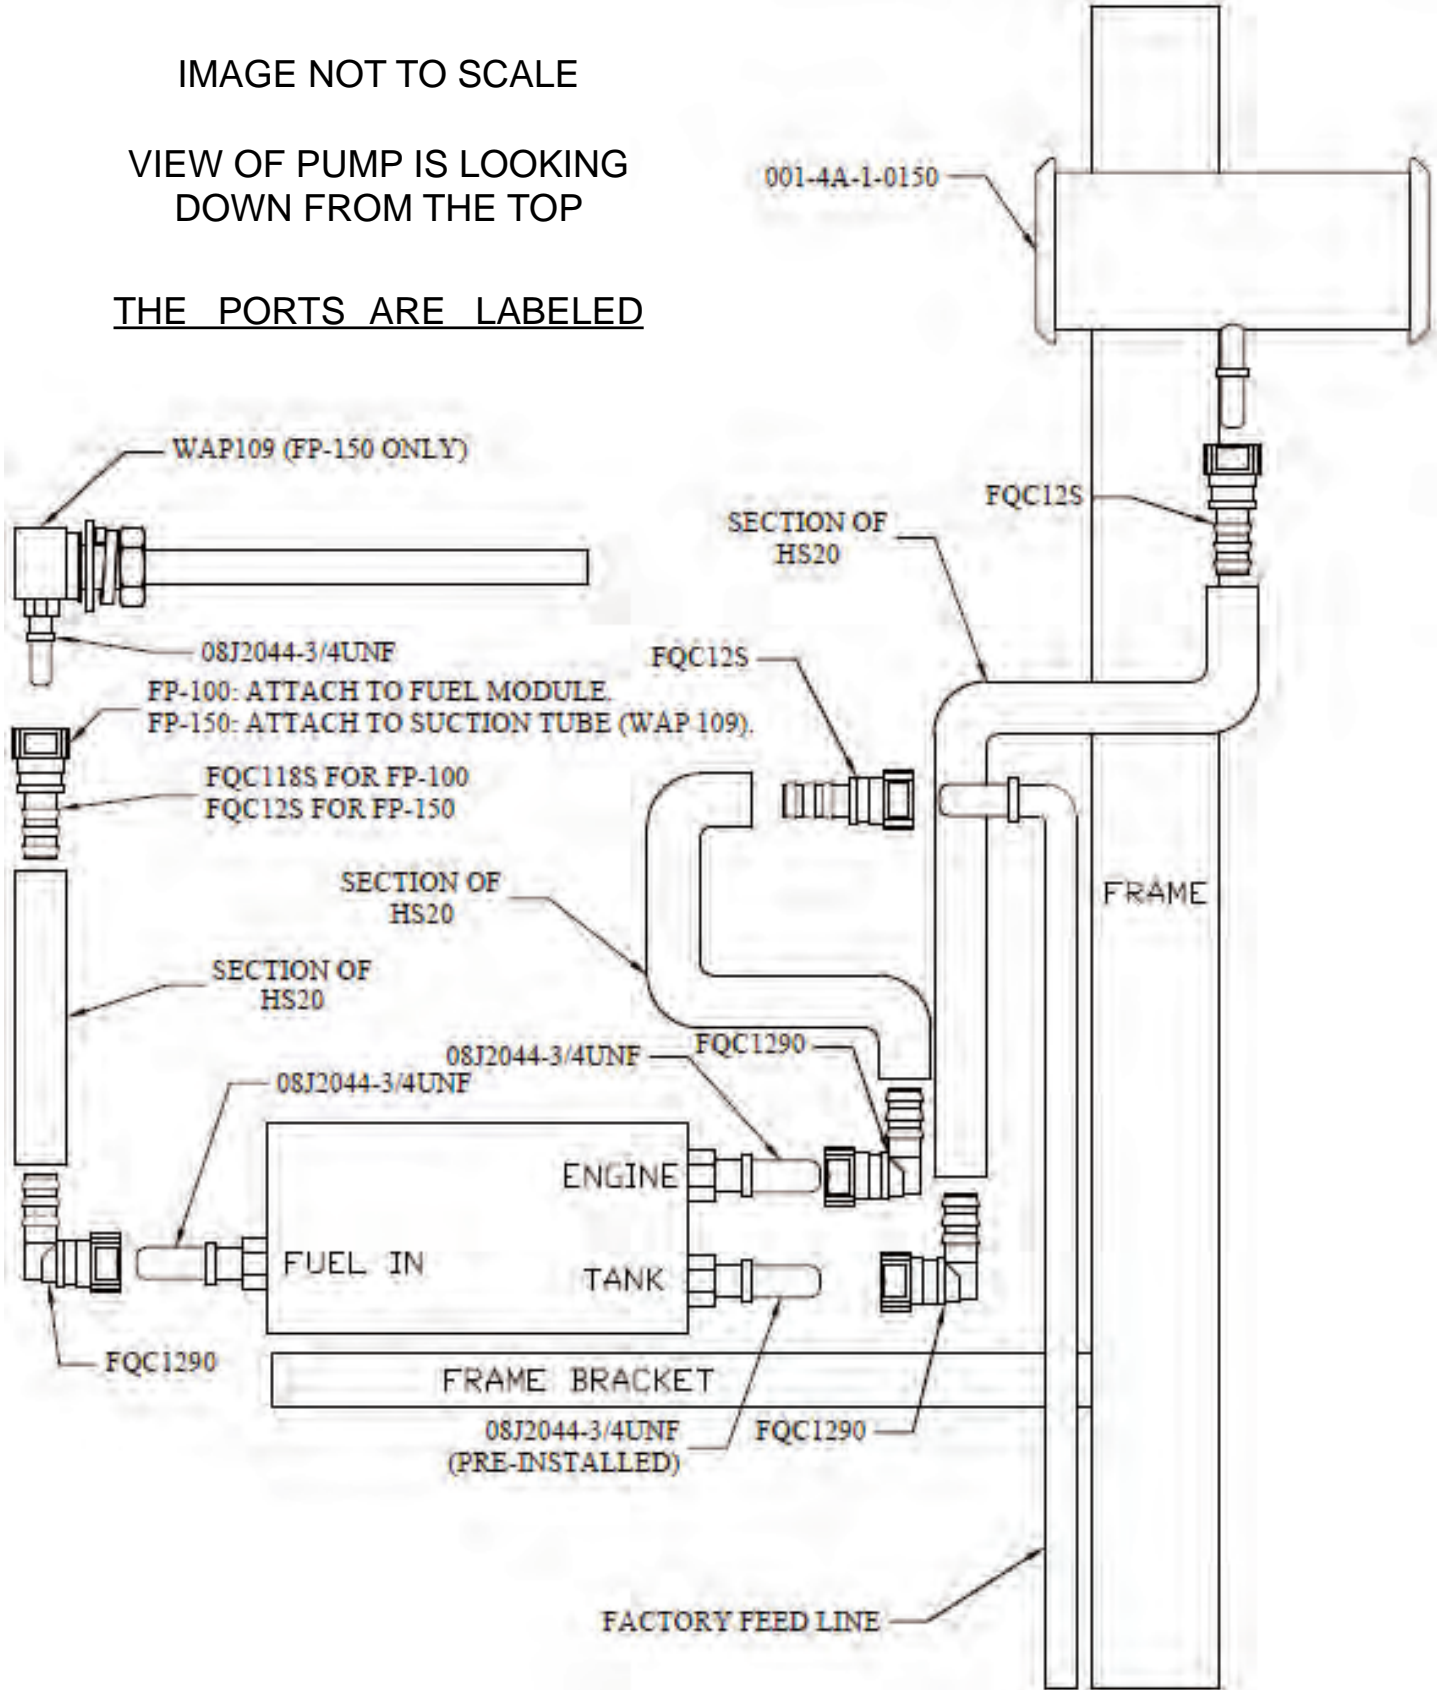 IMAGE NOT TO SCALE
VIEW OF PUMP IS LOOKING
DOWN FROM THE TOP
THE PORTS ARE LABELED
001-4A-1-0150
WAP109 (FP-150 ONLY)
FQC12S
SECTION OF
HS20
08J2044-3/4UNF
FQC12S
FP-100: ATTACH TO FUEL MODULE.
FP-150: ATTACH TO SUCTION TUBE (WAP 109).
FQC118S FOR FP-100
FQC12S FOR FP-150
SECTION OF
HS20
FRAME
SECTION OF
HS20
08J2044-3/4UNF
FQC1290
08J2044-3/4UNF
ENGINE
FUEL IN
TANK
FQC1290
FRAME BRACKET
08J2044-3/4UNF
(PRE-INSTALLED)
FQC1290
FACTORY FEED LINE